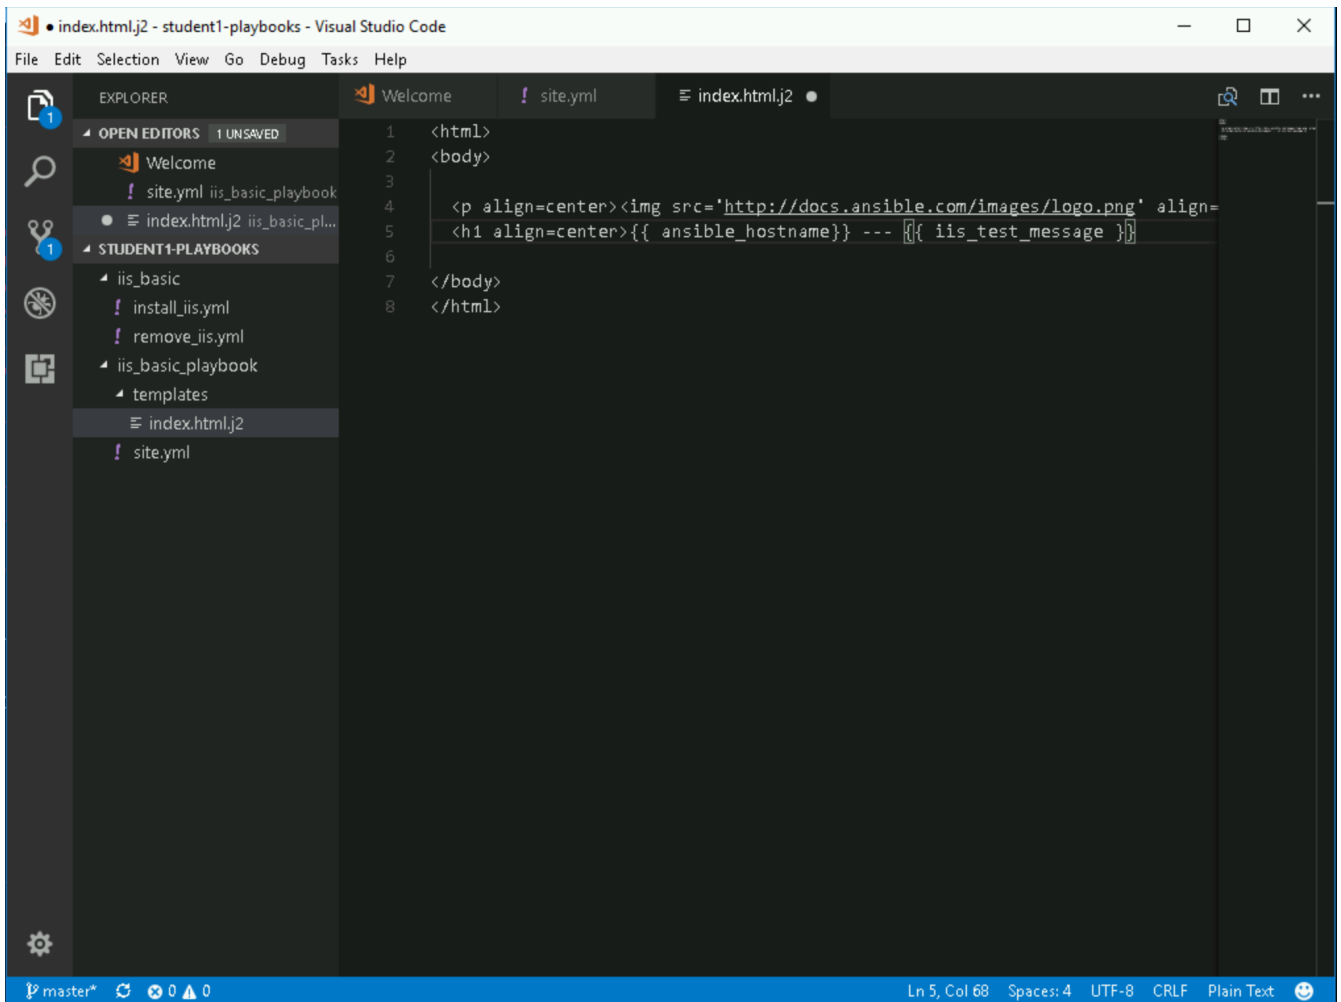 index.html.j2 - student1-playbooks - Visual Studio Code
File Edit Selection View Go Debug Tasks Help
EXPLORER
OPEN EDITORS 1 UNSAVED
Welcome
! site.yml iis_basic_playbook
index.html.j2 iis_basic_pl...
STUDENT1-PLAYBOOKS
iis_basic
! install_iis.yml
! remove_iis.yml
iis_basic_playbook
templates
index.html.j2
! site.yml
1
1
Welcome ! site.yml index.html.j2
1 <html>
2 <body>
3
4 <p align=center><img src='http://docs.ansible.com/images/logo.png' align=
5 <h1 align=center>{{ ansible_hostname}} --- {{ iis_test_message }}
6
7 </body>
8 </html>
master* 0 0 Ln 5, Col 68 Spaces: 4 UTF-8 CRLF Plain Text